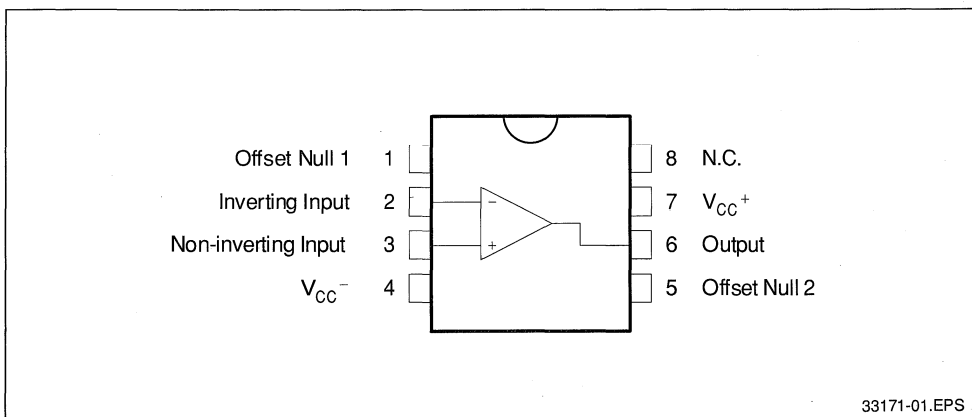 Offset Null 1 1 8 N.C.
Inverting Input 2 − 7 VCC+
Non-inverting Input 3 + 6 Output
VCC− 4 5 Offset Null 2
33171-01.EPS